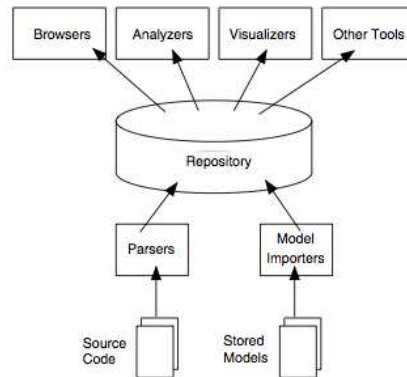 Browsers
Analyzers
Visualizers
Other Tools
Repository
Parsers
Model
Importers
Source
Code
Stored
Models